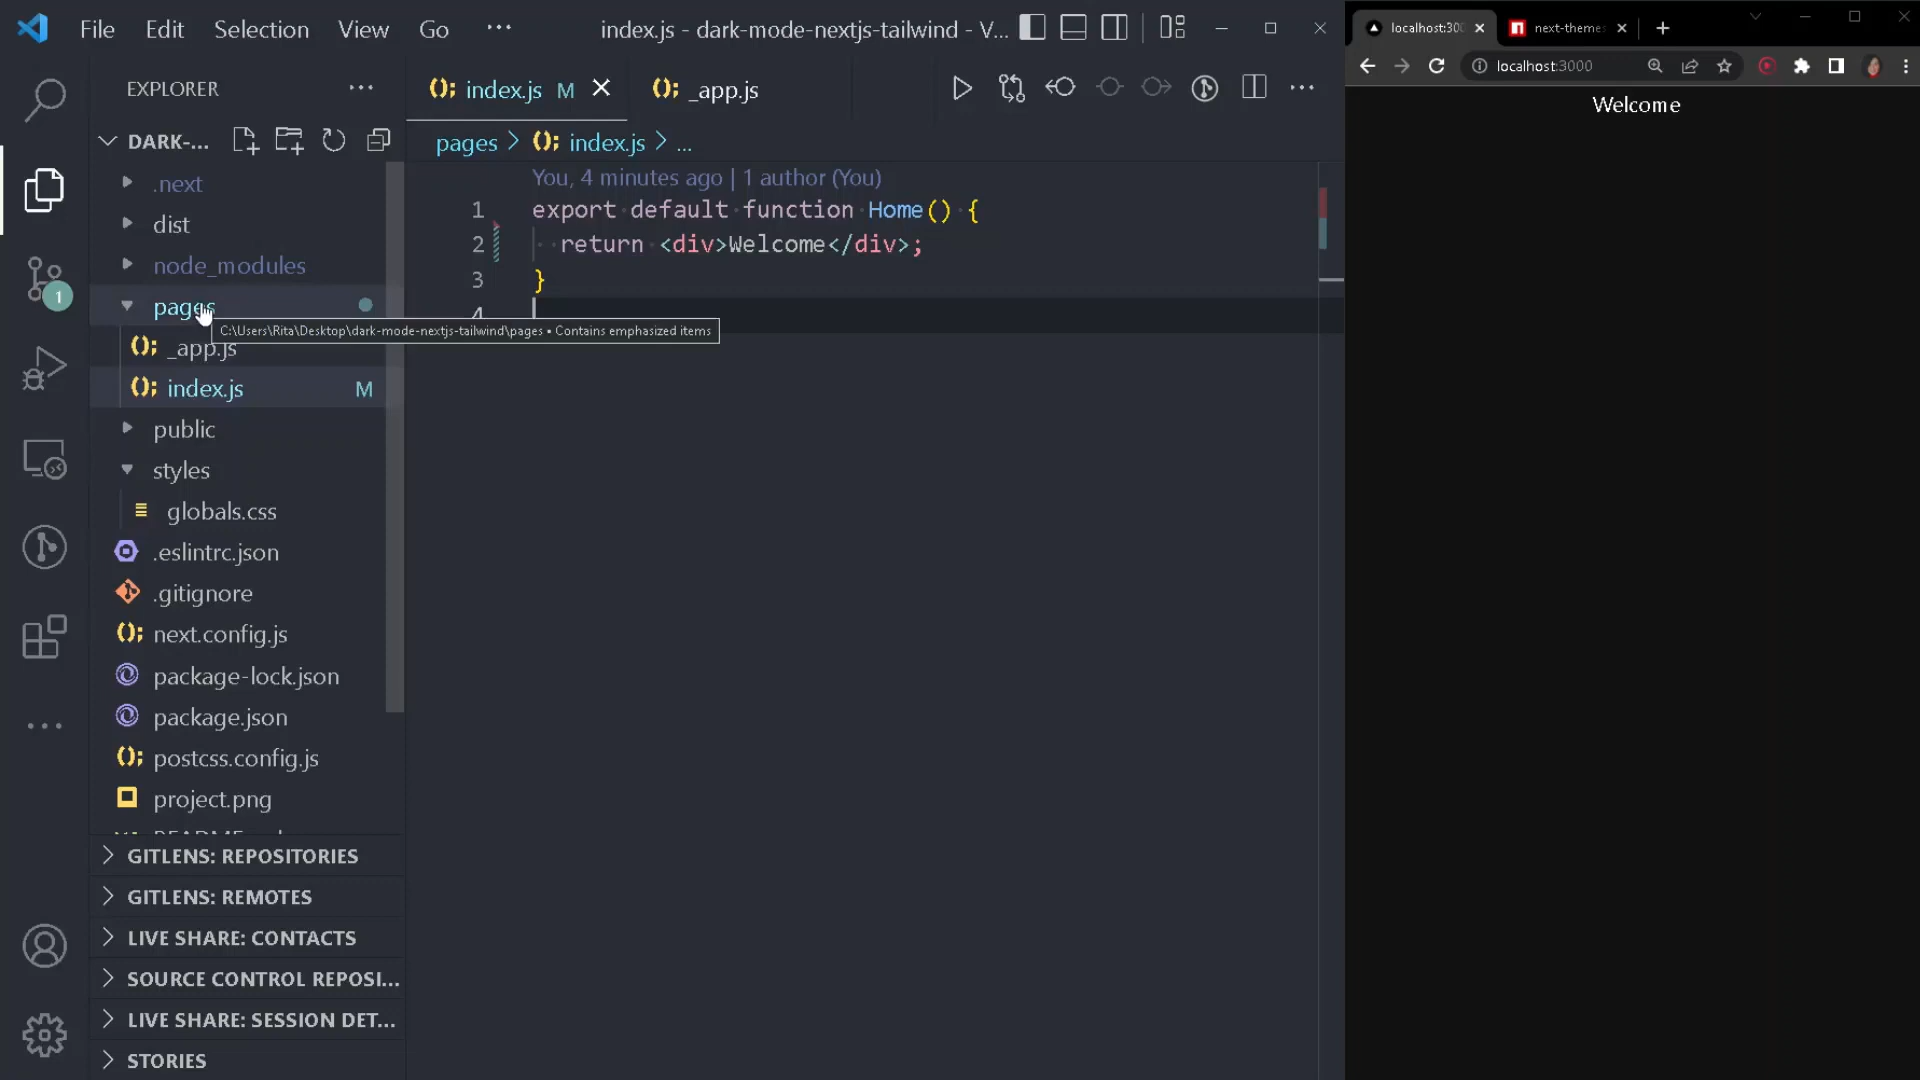 File Edit Selection View Go ··· index.js - dark-mode-nextjs-tailwind - V...
EXPLORER
DARK-...
.next
dist
node_modules
pages
C:\Users\Rita\Desktop\dark-mode-nextjs-tailwind\pages • Contains emphasized items
_app.js
index.js M
public
styles
globals.css
.eslintrc.json
.gitignore
next.config.js
package-lock.json
package.json
postcss.config.js
project.png
GITLENS: REPOSITORIES
GITLENS: REMOTES
LIVE SHARE: CONTACTS
SOURCE CONTROL REPOSI...
LIVE SHARE: SESSION DET...
STORIES
1
index.js M
_app.js
pages > index.js > ...
You, 4 minutes ago | 1 author (You)
1 export default function Home() {
2 return <div>Welcome</div>;
3 }
4
localhost:300
next-theme
localhost:3000
Welcome